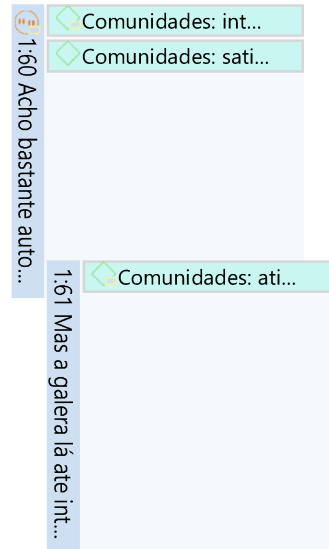 Comunidades: int...
Comunidades: sati...
1:60 Acho bastante auto...
Comunidades: ati...
1:61 Mas a galera lá ate int...